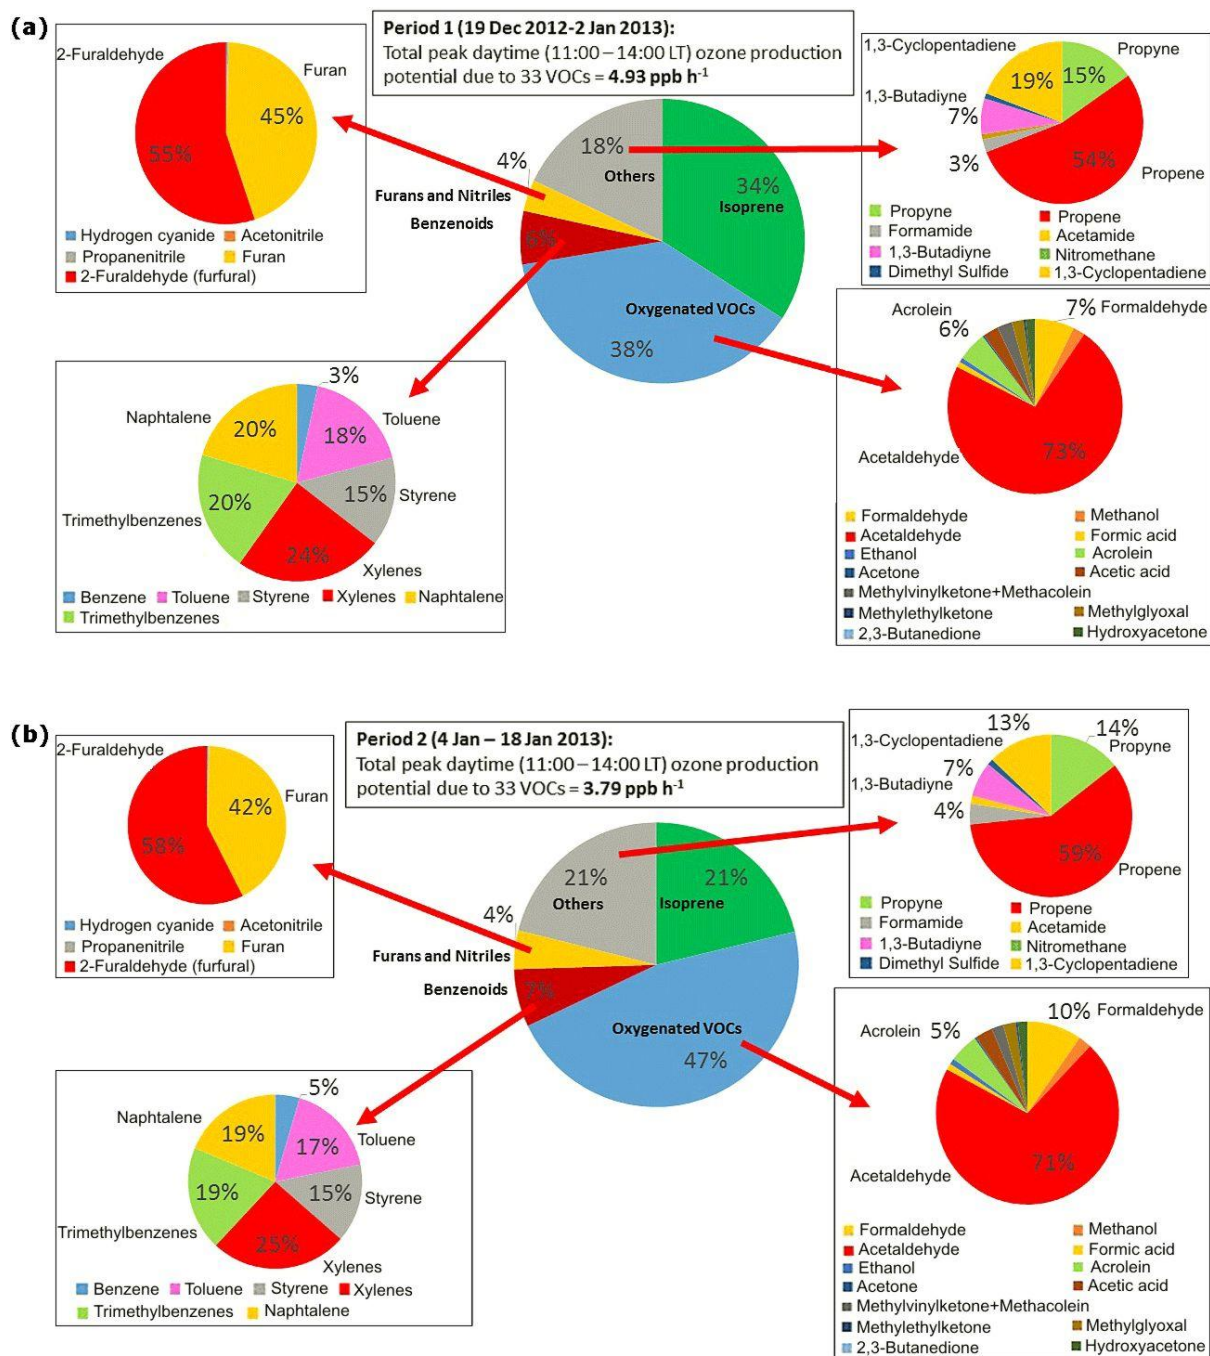 (a)
Period 1 (19 Dec 2012-2 Jan 2013):
Total peak daytime (11:00 – 14:00 LT) ozone production
potential due to 33 VOCs = 4.93 ppb h⁻¹
2-Furaldehyde
Furan
45%
55%
Hydrogen cyanide Acetonitrile
Propanenitrile Furan
2-Furaldehyde (furfural)
18%
Others
34%
Isoprene
4%
Furans and Nitriles
Benzenoids
6%
Oxygenated VOCs
38%
1,3-Cyclopentadiene
Propyne
19%
15%
1,3-Butadiyne
7%
3%
54%
Propene
Propyne Propene
Formamide Acetamide
1,3-Butadiyne Nitromethane
Dimethyl Sulfide 1,3-Cyclopentadiene
3%
Naphtalene
Toluene
20%
18%
20%
15%
Styrene
Trimethylbenzenes
24%
Xylenes
Benzene Toluene Styrene Xylenes Naphtalene
Trimethylbenzenes
Acrolein
7% Formaldehyde
6%
Acetaldehyde
73%
Formaldehyde Methanol
Acetaldehyde Formic acid
Ethanol Acrolein
Acetone Acetic acid
Methylvinylketone+Methacolein
Methylethylketone Methylglyoxal
2,3-Butanedione Hydroxyacetone
(b)
Period 2 (4 Jan – 18 Jan 2013):
Total peak daytime (11:00 – 14:00 LT) ozone production
potential due to 33 VOCs = 3.79 ppb h⁻¹
2-Furaldehyde
Furan
42%
58%
Hydrogen cyanide Acetonitrile
Propanenitrile Furan
2-Furaldehyde (furfural)
21%
Others
21%
Isoprene
4%
Furans and Nitriles
Benzenoids
7%
Oxygenated VOCs
47%
13%
14%
1,3-Cyclopentadiene
Propyne
7%
1,3-Butadiyne
4%
59%
Propene
Propyne Propene
Formamide Acetamide
1,3-Butadiyne Nitromethane
Dimethyl Sulfide 1,3-Cyclopentadiene
5%
Naphtalene
Toluene
19%
17%
19%
15%
Styrene
Trimethylbenzenes
25%
Xylenes
Benzene Toluene Styrene Xylenes
Trimethylbenzenes Naphtalene
10% Formaldehyde
Acrolein 5%
Acetaldehyde
71%
Formaldehyde Methanol
Acetaldehyde Formic acid
Ethanol Acrolein
Acetone Acetic acid
Methylvinylketone+Methacolein
Methylethylketone Methylglyoxal
2,3-Butanedione Hydroxyacetone